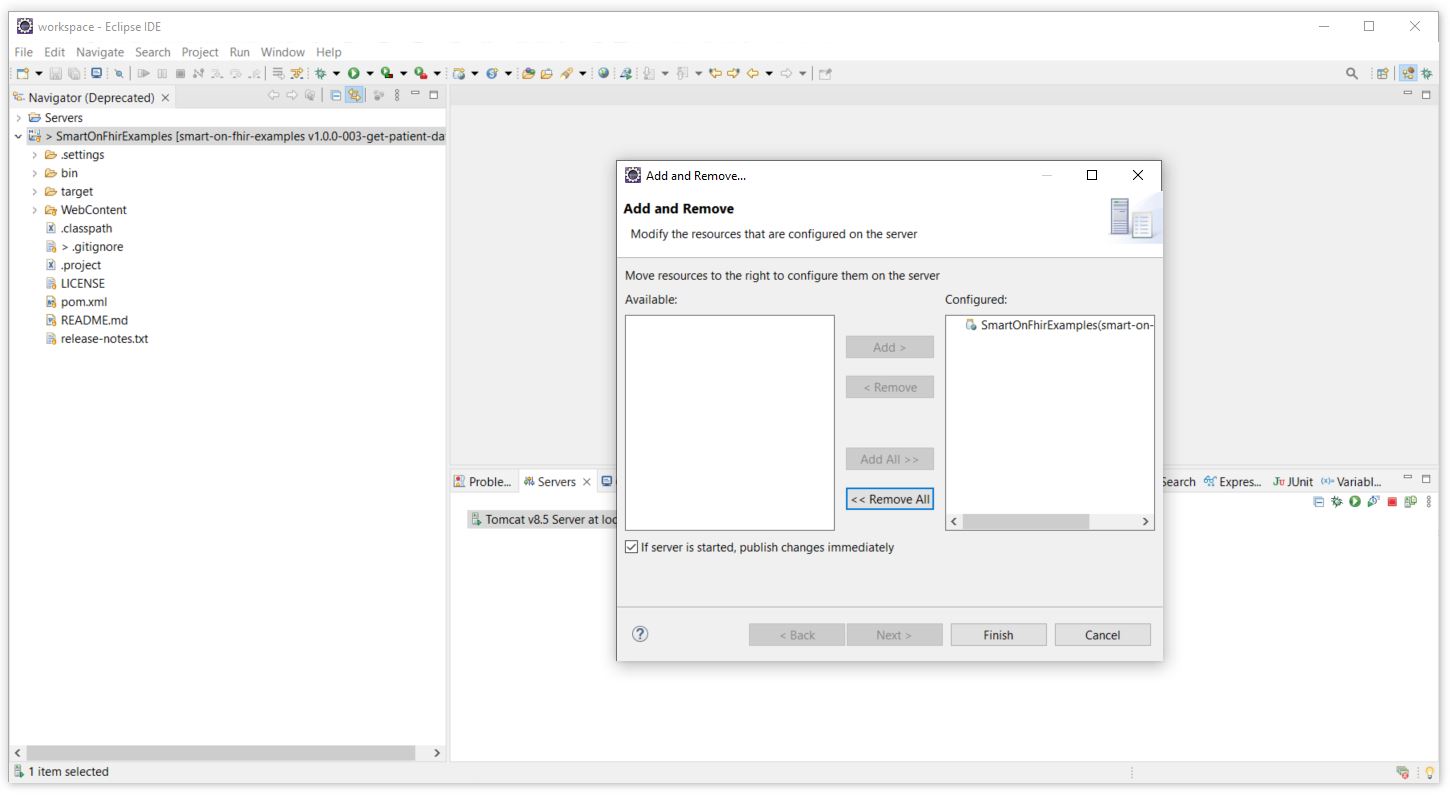 workspace - Eclipse IDE
File Edit Navigate Search Project Run Window Help
Navigator (Deprecated)
Servers
> SmartOnFhirExamples [smart-on-fhir-examples v1.0.0-003-get-patient-da
.settings
bin
target
WebContent
.classpath
> .gitignore
.project
LICENSE
pom.xml
README.md
release-notes.txt
1 item selected
Add and Remove...
Add and Remove
Modify the resources that are configured on the server
Move resources to the right to configure them on the server
Available:
Configured:
SmartOnFhirExamples(smart-on-
Add >
< Remove
Add All >>
<< Remove All
If server is started, publish changes immediately
< Back Next > Finish Cancel
Proble... Servers Search Expres... JUnit Variabl...
Tomcat v8.5 Server at loc